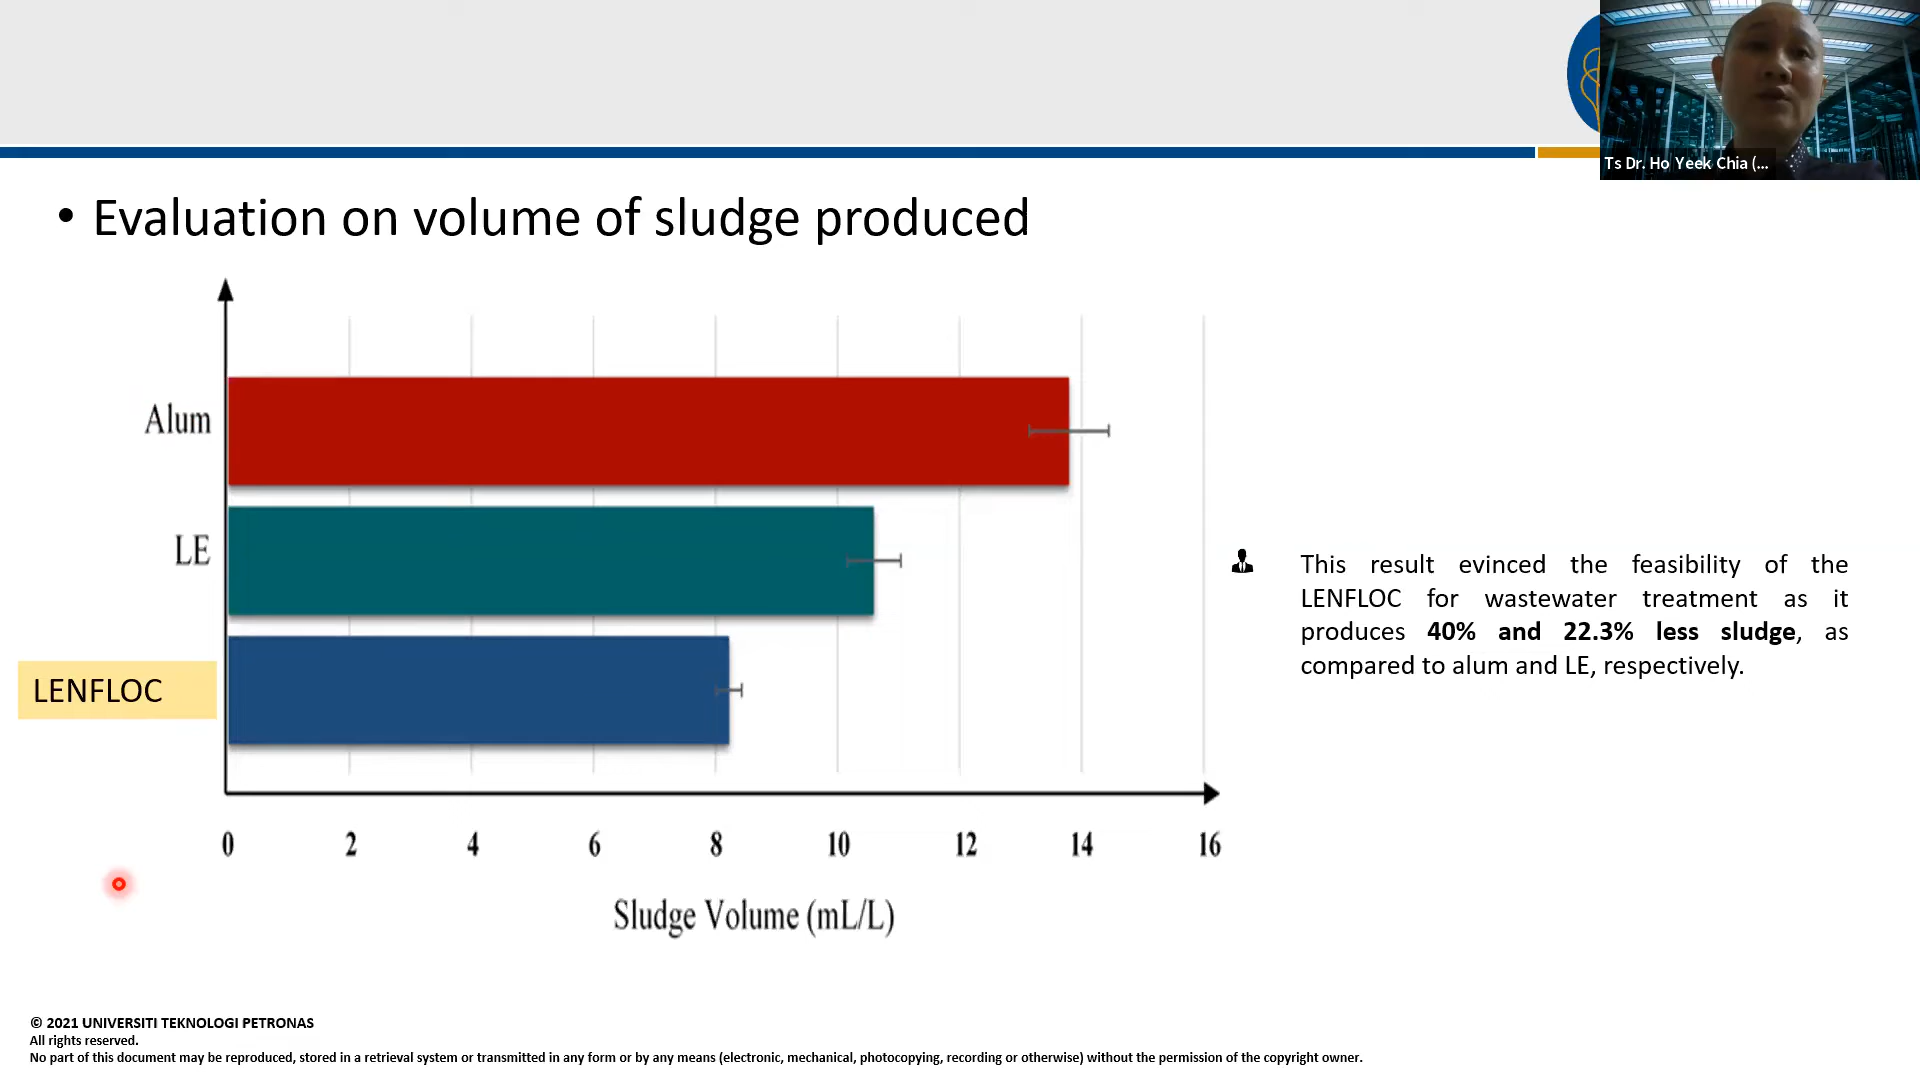 Ts Dr. Ho Yeek Chia (...
• Evaluation on volume of sludge produced
Alum
LE
LENFLOC
0 2 4 6 8 10 12 14 16
Sludge Volume (mL/L)
This result evinced the feasibility of the
LENFLOC for wastewater treatment as it
produces 40% and 22.3% less sludge, as
compared to alum and LE, respectively.
© 2021 UNIVERSITI TEKNOLOGI PETRONAS
All rights reserved.
No part of this document may be reproduced, stored in a retrieval system or transmitted in any form or by any means (electronic, mechanical, photocopying, recording or otherwise) without the permission of the copyright owner.